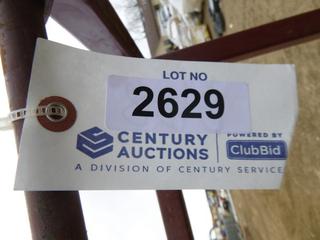 LOT NO
2629
CENTURY
AUCTIONS
POWERED BY
ClubBid
A DIVISION OF CENTURY SERVICE